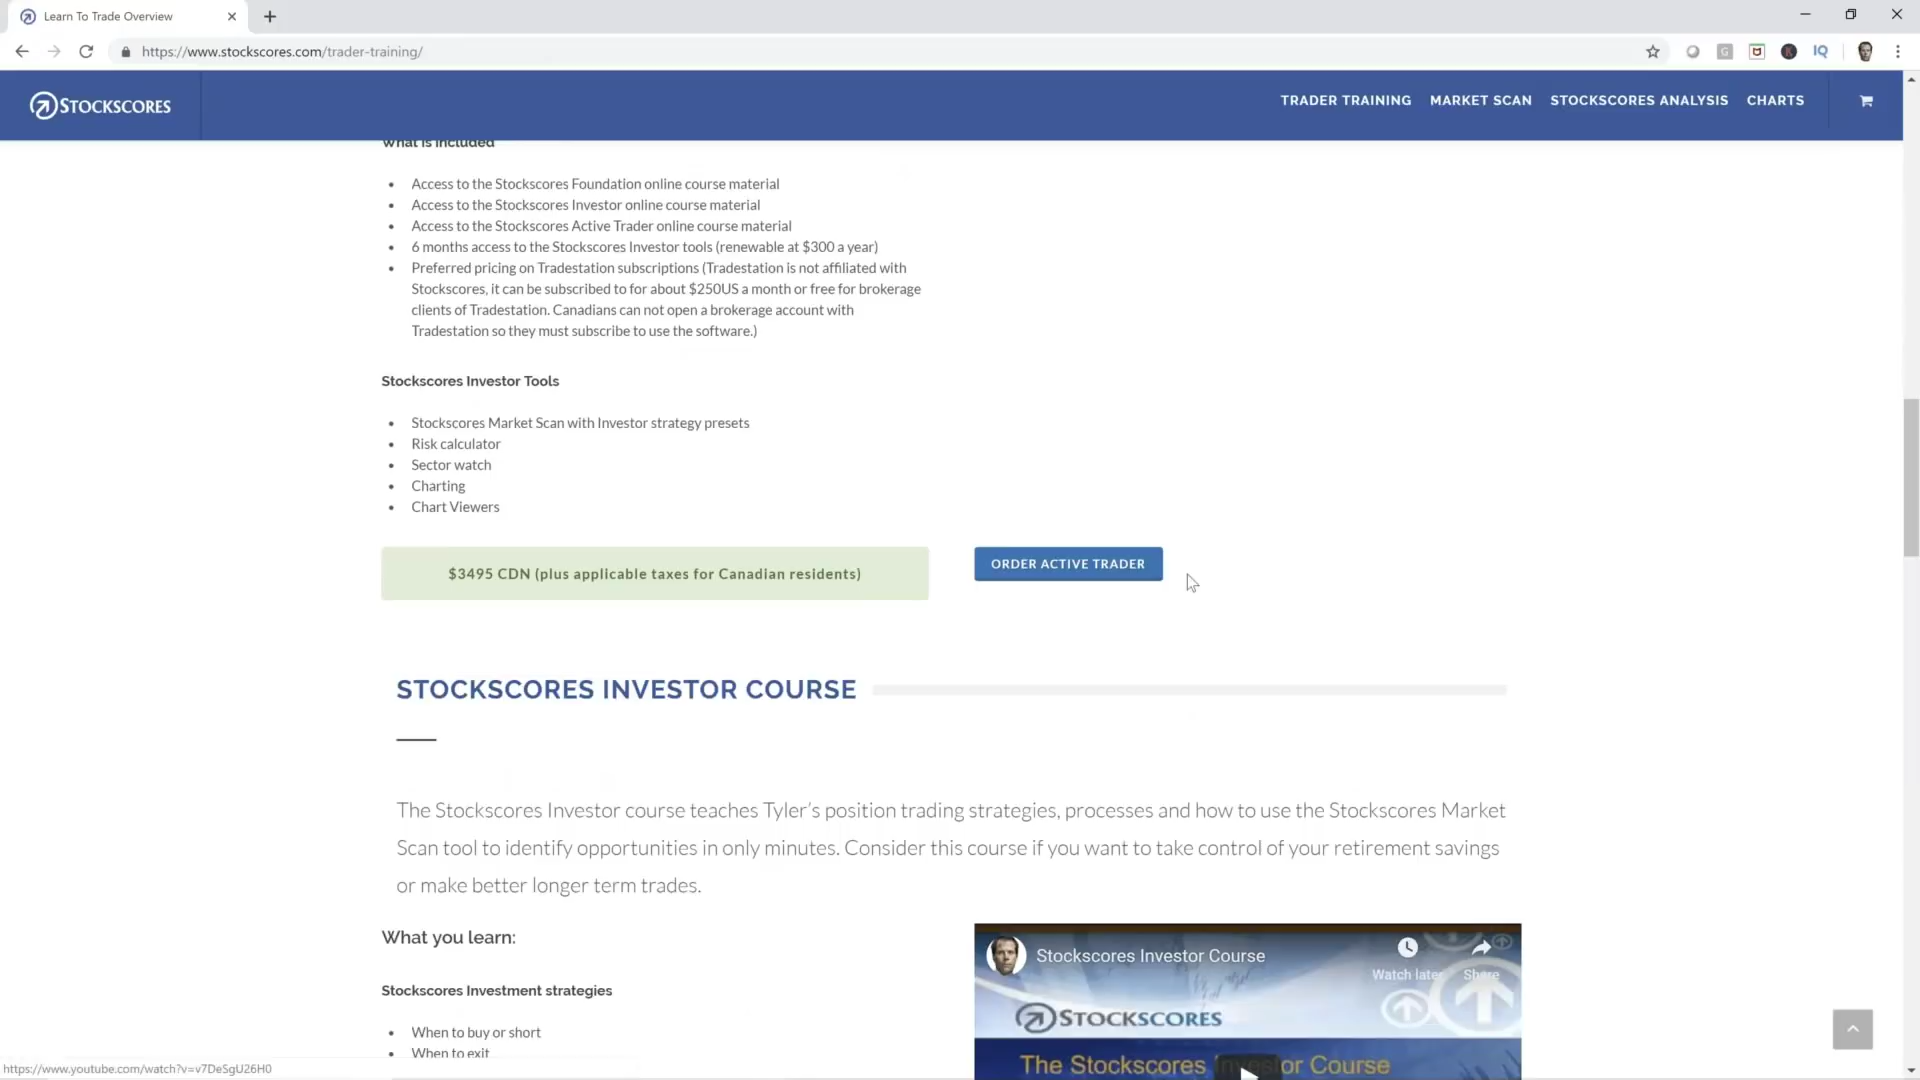 Learn To Trade Overview
https://www.stockscores.com/trader-training/
IQ
STOCKSCORES
TRADER TRAINING
MARKET SCAN
STOCKSCORES ANALYSIS
CHARTS
What is included
• Access to the Stockscores Foundation online course material
• Access to the Stockscores Investor online course material
• Access to the Stockscores Active Trader online course material
• 6 months access to the Stockscores Investor tools (renewable at $300 a year)
• Preferred pricing on Tradestation subscriptions (Tradestation is not affiliated with
Stockscores, it can be subscribed to for about $250US a month or free for brokerage
clients of Tradestation. Canadians can not open a brokerage account with
Tradestation so they must subscribe to use the software.)
Stockscores Investor Tools
• Stockscores Market Scan with Investor strategy presets
• Risk calculator
• Sector watch
• Charting
• Chart Viewers
$3495 CDN (plus applicable taxes for Canadian residents)
ORDER ACTIVE TRADER
STOCKSCORES INVESTOR COURSE
The Stockscores Investor course teaches Tyler's position trading strategies, processes and how to use the Stockscores Market
Scan tool to identify opportunities in only minutes. Consider this course if you want to take control of your retirement savings
or make better longer term trades.
What you learn:
Stockscores Investment strategies
• When to buy or short
• When to exit
Stockscores Investor Course
Watch later
Share
STOCKSCORES
The Stockscores Investor Course
https://www.youtube.com/watch?v=v7DeSgU26H0